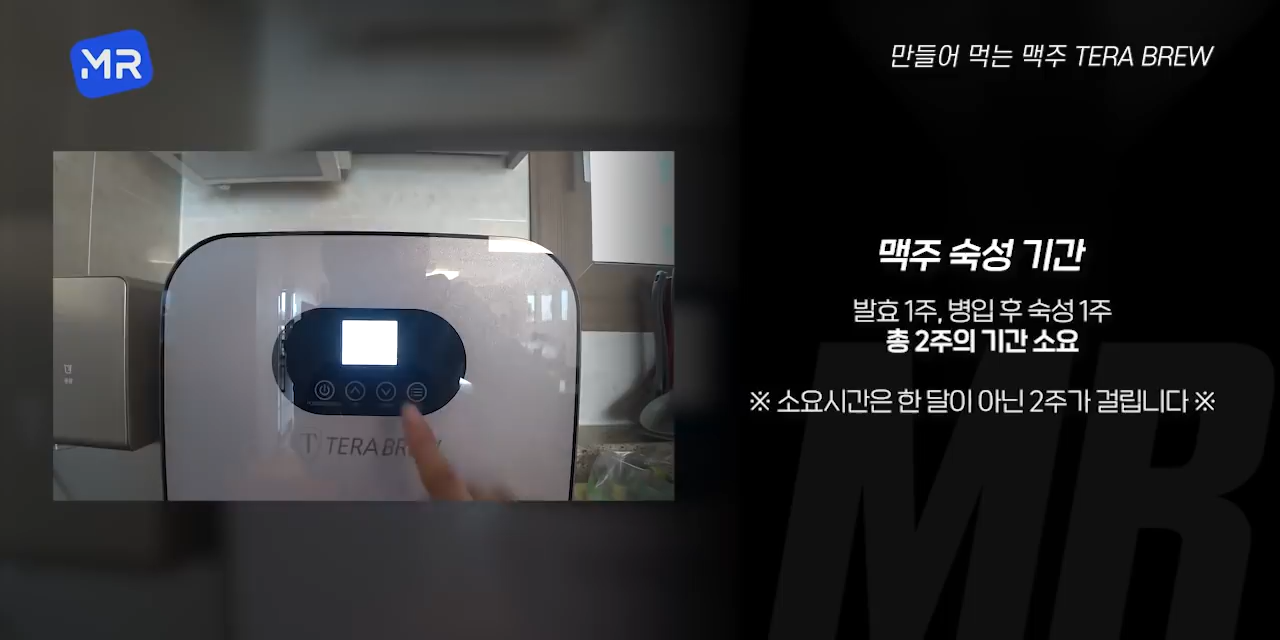 MR
만들어 먹는 맥주 TERA BREW
맥주 숙성 기간
발효 1주, 병입 후 숙성 1주
총 2주의 기간 소요
※ 소요시간은 한 달이 아닌 2주가 걸립니다 ※
TERA BREW
MR